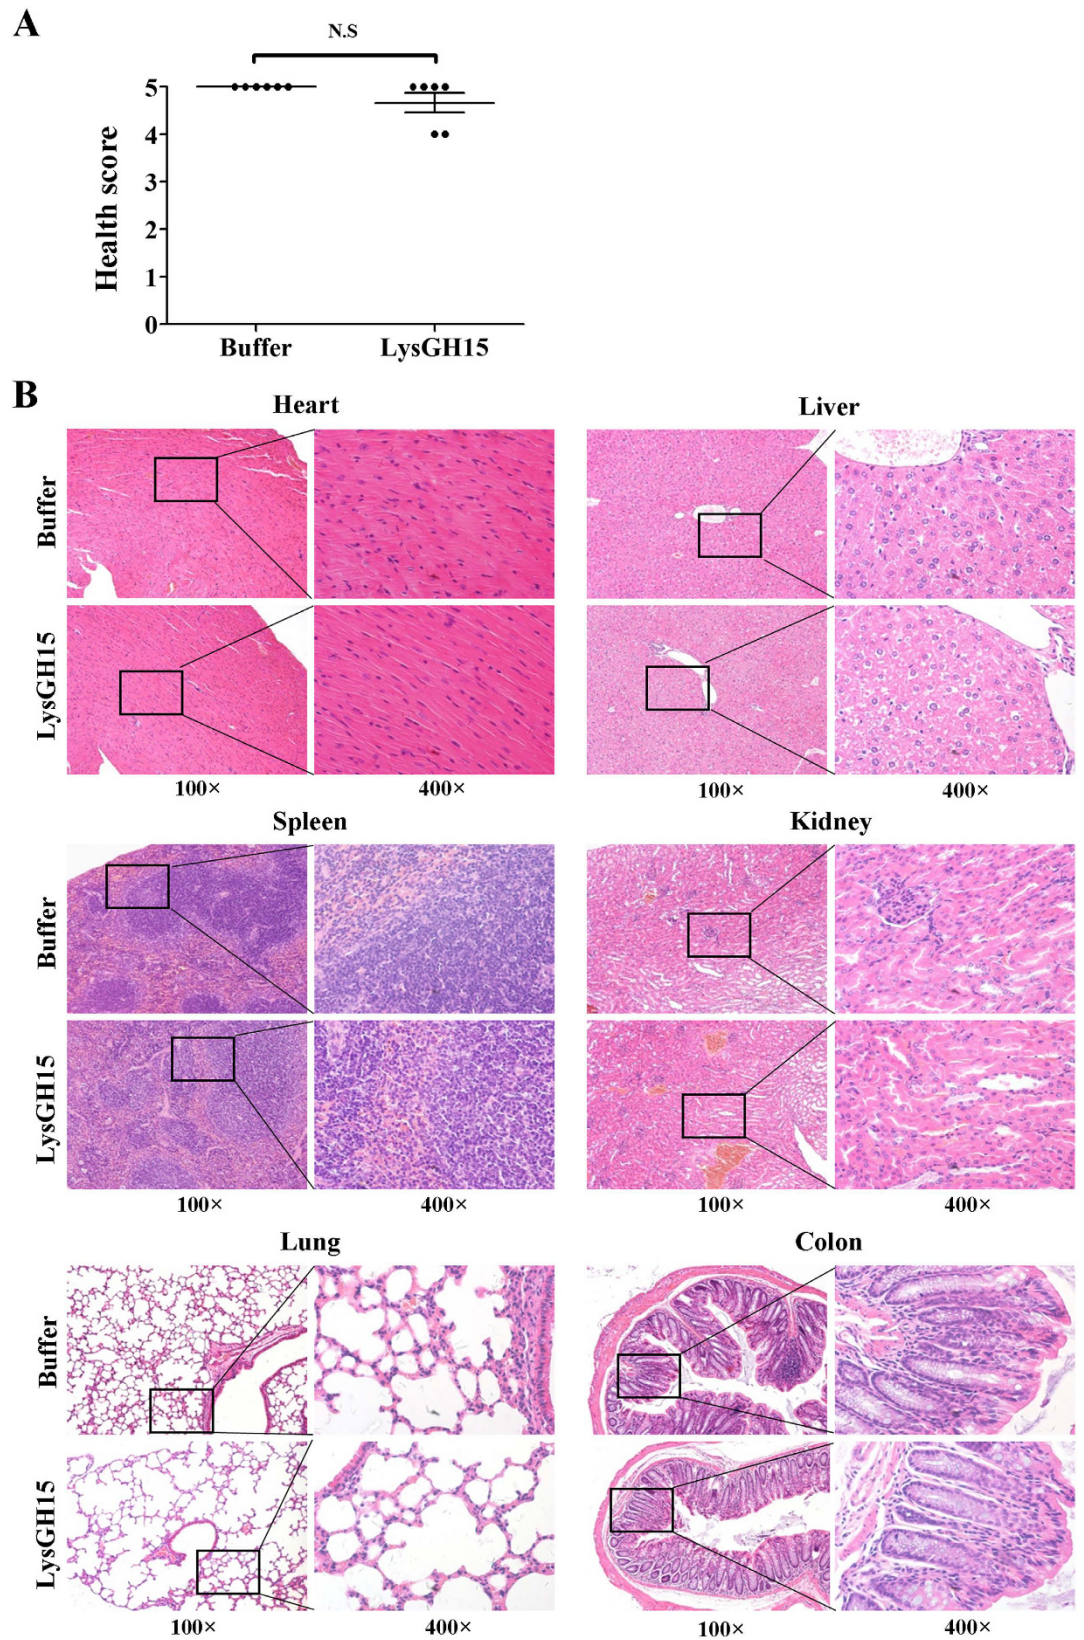 A
N.S
Health score
5
4
3
2
1
0
Buffer LysGH15
B
Heart Liver
Buffer
LysGH15
100× 400× 100× 400×
Spleen Kidney
Buffer
LysGH15
100× 400× 100× 400×
Lung Colon
Buffer
LysGH15
100× 400× 100× 400×